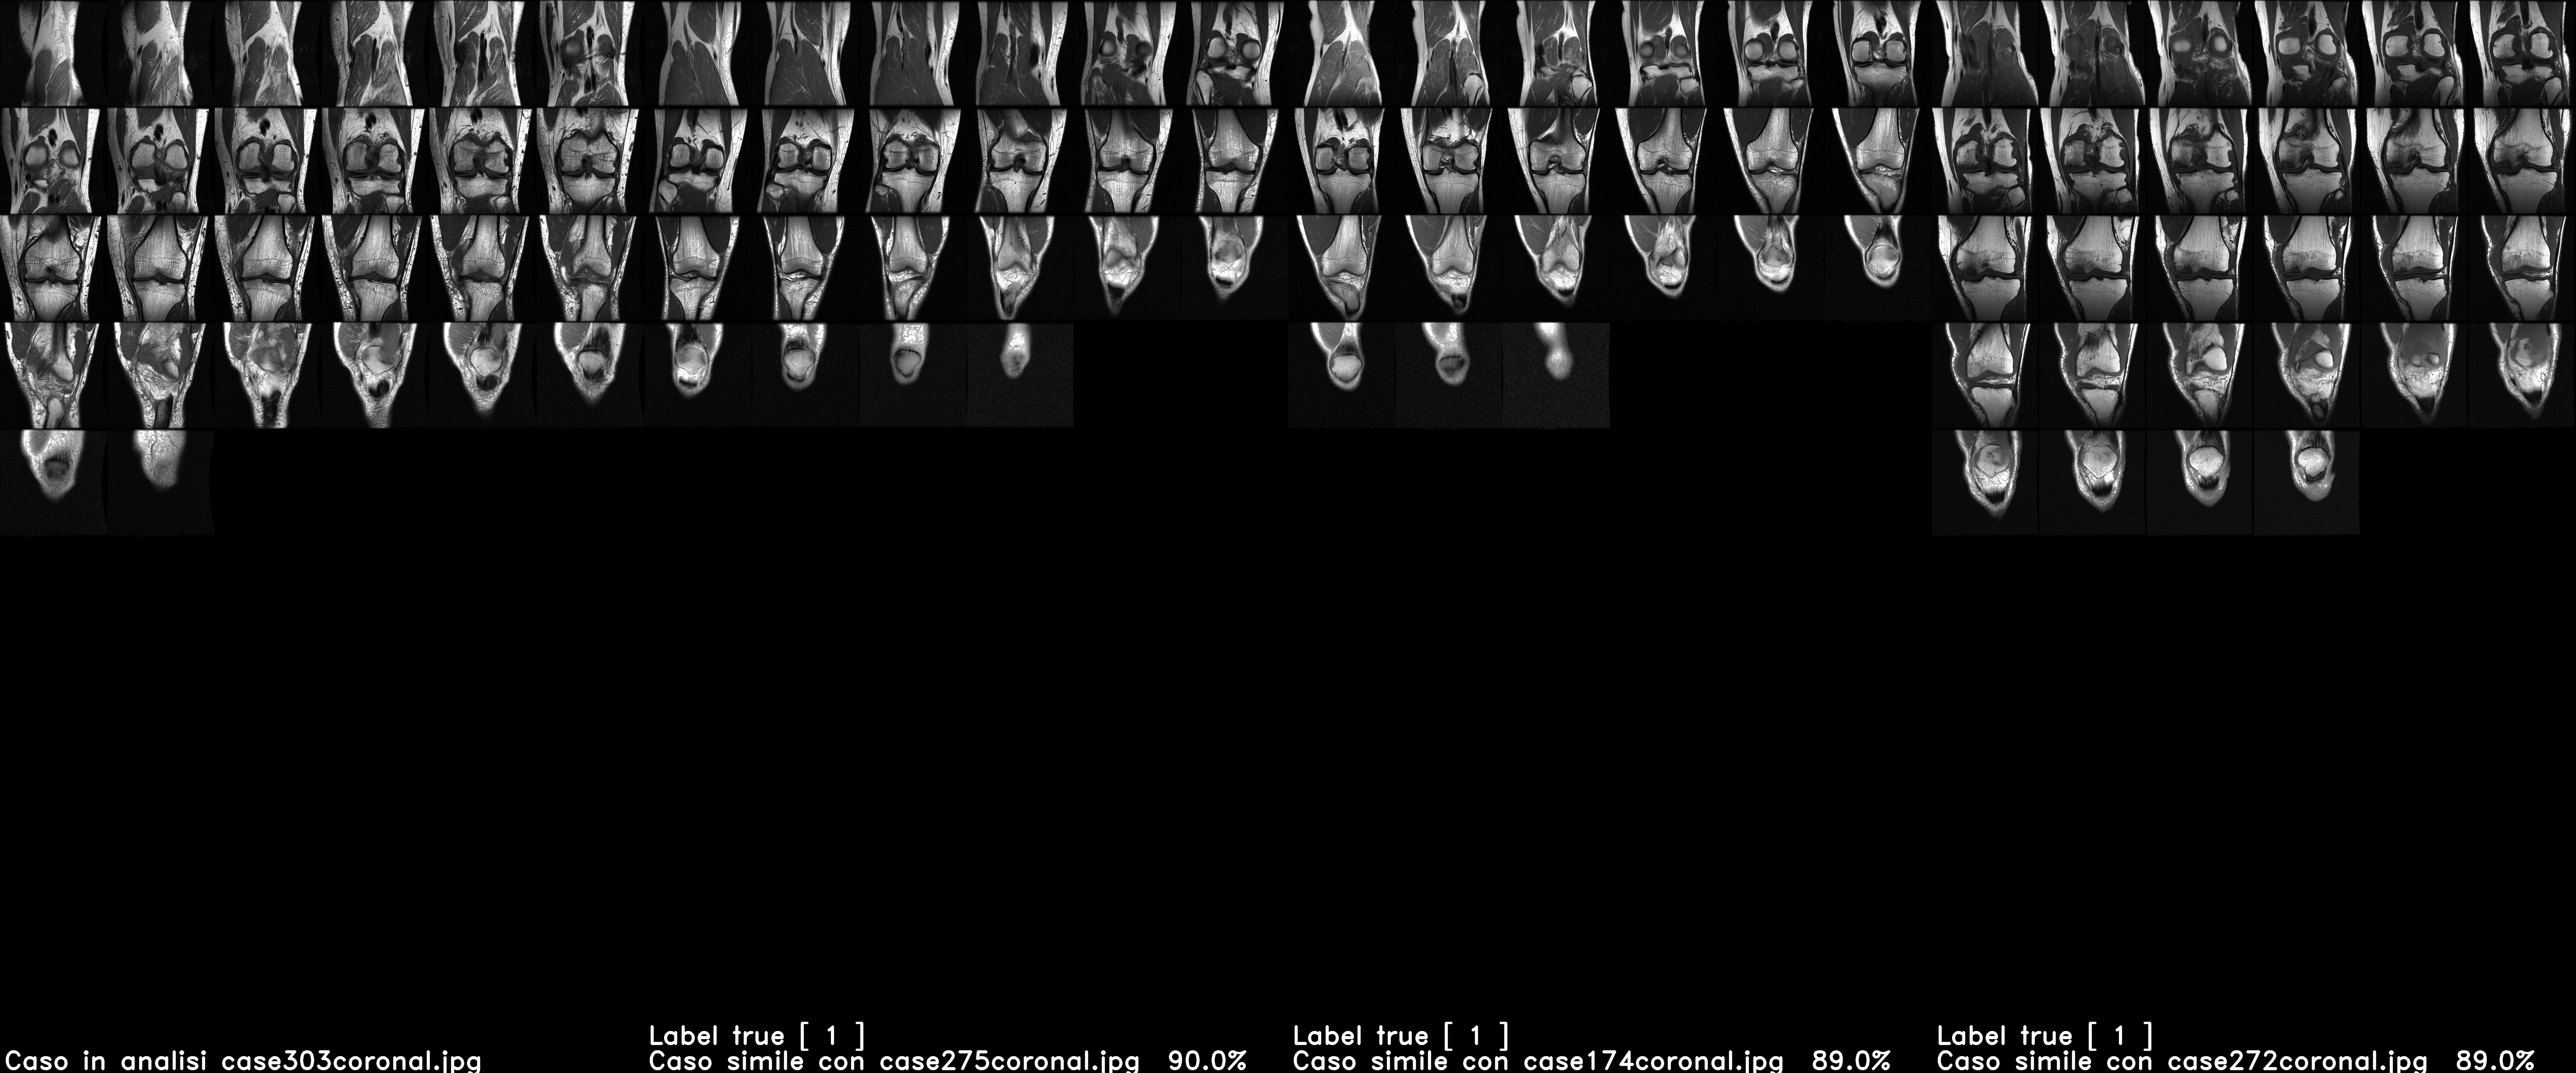 Caso in analisi case303coronal.jpg
Label true [ 1 ]
Caso simile con case275coronal.jpg 90.0%
Label true [ 1 ]
Caso simile con case174coronal.jpg 89.0%
Label true [ 1 ]
Caso simile con case272coronal.jpg 89.0%